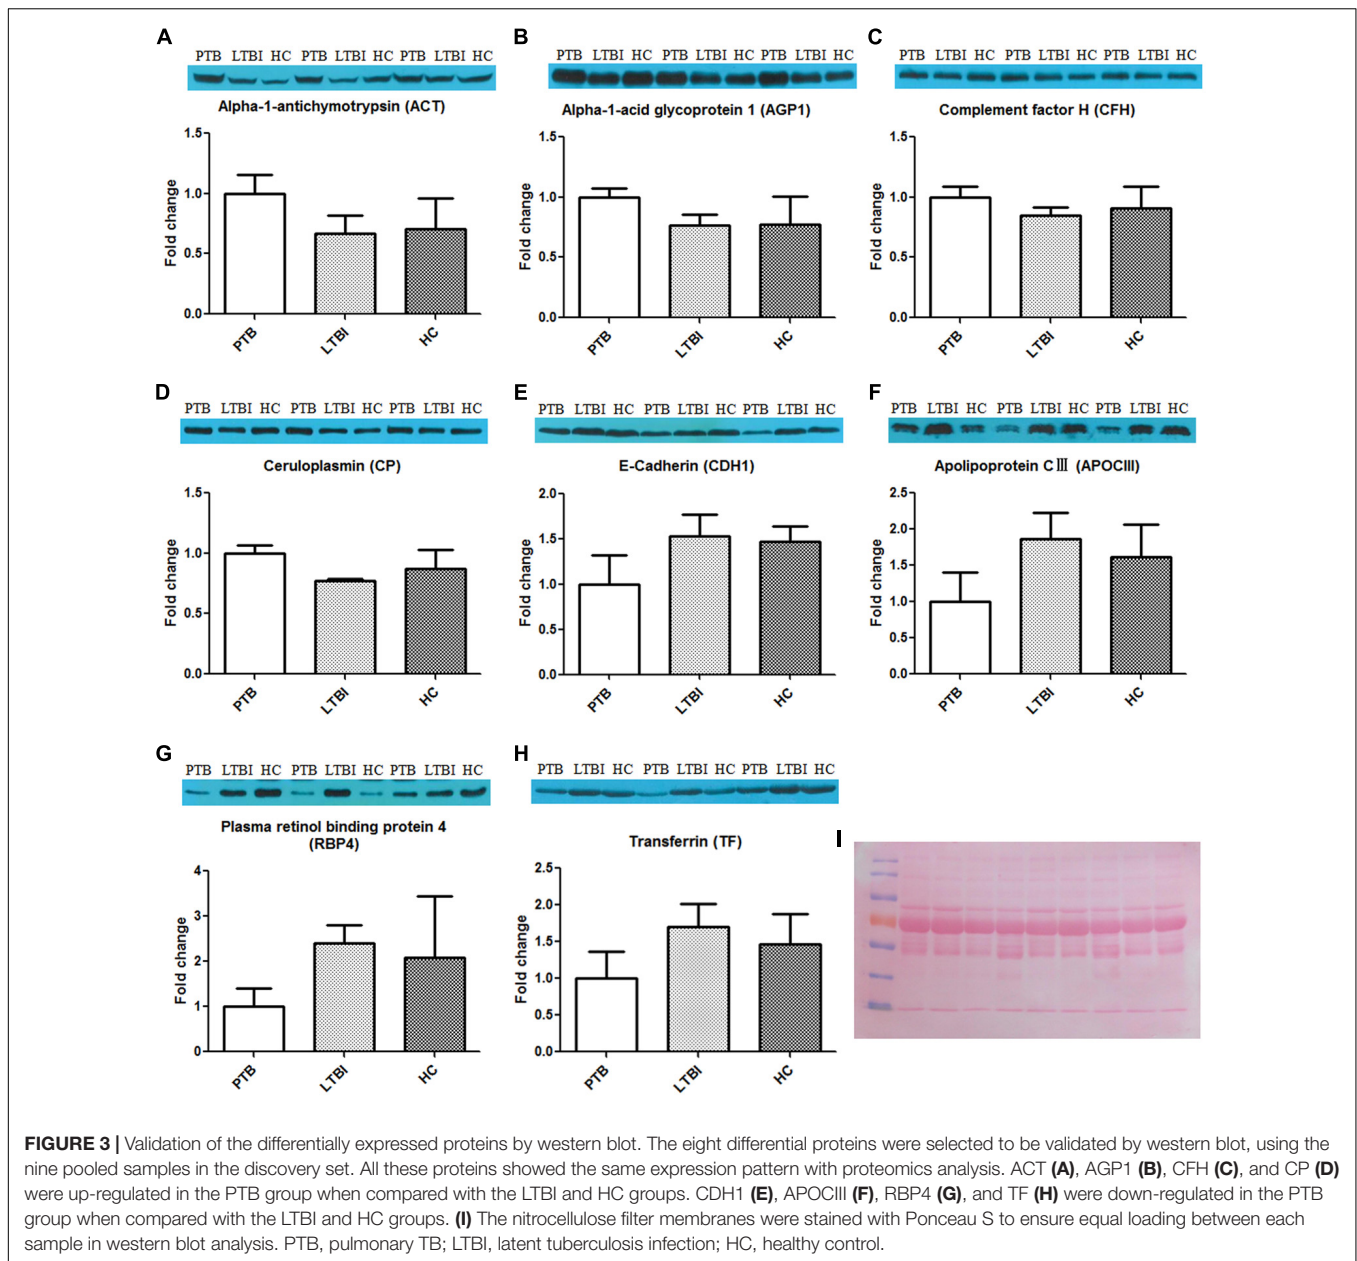 A
PTB LTBI HC PTB LTBI HC PTB LTBI HC
Alpha-1-antichymotrypsin (ACT)
Fold change
1.5
1.0
0.5
0.0
PTB
LTBI
HC
B
PTB LTBI HC PTB LTBI HC PTB LTBI HC
Alpha-1-acid glycoprotein 1 (AGP1)
Fold change
1.5
1.0
0.5
0.0
PTB
LTBI
HC
C
PTB LTBI HC PTB LTBI HC PTB LTBI HC
Complement factor H (CFH)
Fold change
1.5
1.0
0.5
0.0
PTB
LTBI
HC
D
PTB LTBI HC PTB LTBI HC PTB LTBI HC
Ceruloplasmin (CP)
Fold change
1.5
1.0
0.5
0.0
PTB
LTBI
HC
E
PTB LTBI HC PTB LTBI HC PTB LTBI HC
E-Cadherin (CDH1)
Fold change
2.0
1.5
1.0
0.5
0.0
PTB
LTBI
HC
F
PTB LTBI HC PTB LTBI HC PTB LTBI HC
Apolipoprotein CⅢ (APOCIII)
Fold change
2.5
2.0
1.5
1.0
0.5
0.0
PTB
LTBI
HC
G
PTB LTBI HC PTB LTBI HC PTB LTBI HC
Plasma retinol binding protein 4
(RBP4)
Fold change
4
3
2
1
0
PTB
LTBI
HC
H
PTB LTBI HC PTB LTBI HC PTB LTBI HC
Transferrin (TF)
Fold change
2.5
2.0
1.5
1.0
0.5
0.0
PTB
LTBI
HC
I
FIGURE 3 | Validation of the differentially expressed proteins by western blot. The eight differential proteins were selected to be validated by western blot, using the
nine pooled samples in the discovery set. All these proteins showed the same expression pattern with proteomics analysis. ACT (A), AGP1 (B), CFH (C), and CP (D)
were up-regulated in the PTB group when compared with the LTBI and HC groups. CDH1 (E), APOCIII (F), RBP4 (G), and TF (H) were down-regulated in the PTB
group when compared with the LTBI and HC groups. (I) The nitrocellulose filter membranes were stained with Ponceau S to ensure equal loading between each
sample in western blot analysis. PTB, pulmonary TB; LTBI, latent tuberculosis infection; HC, healthy control.